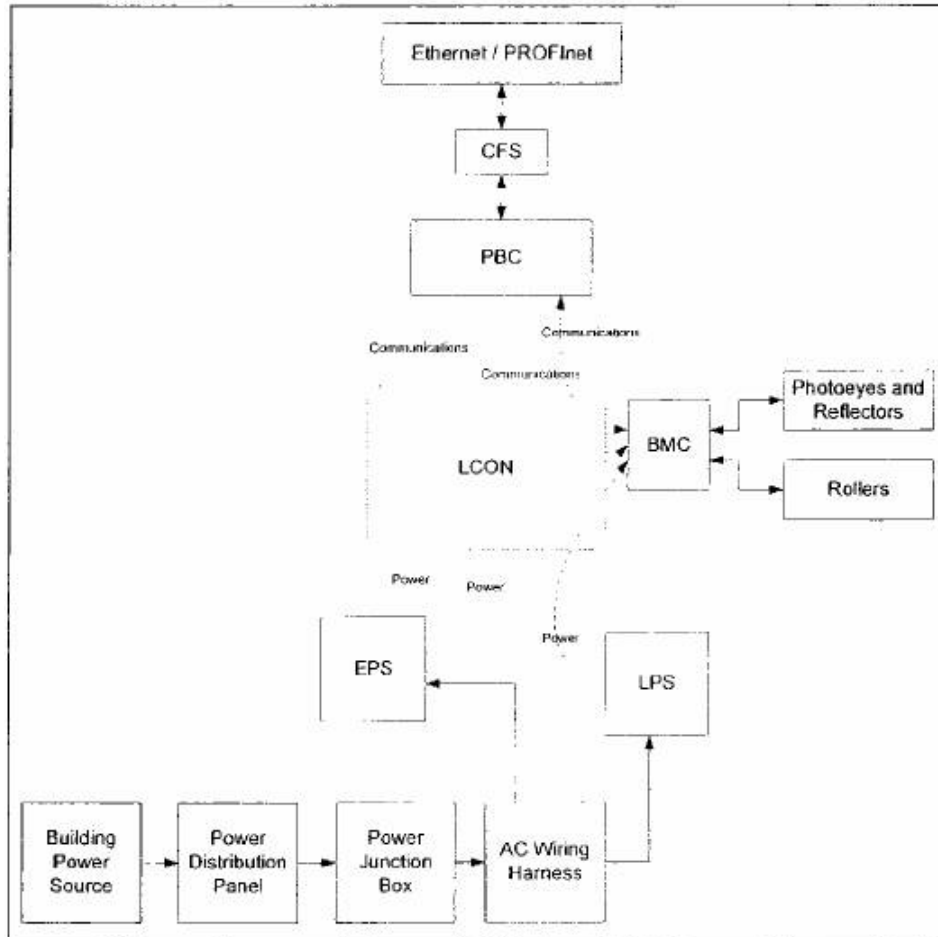 Ethernet / PROFInet
CFS
PBC
Communications
Communications
Communications
Photoeyes and
Reflectors
BMC
LCON
Rollers
Power
Power
Power
EPS
LPS
Building
Power
Source
Power
Distribution
Panel
Power
Junction
Box
AC Wiring
Harness